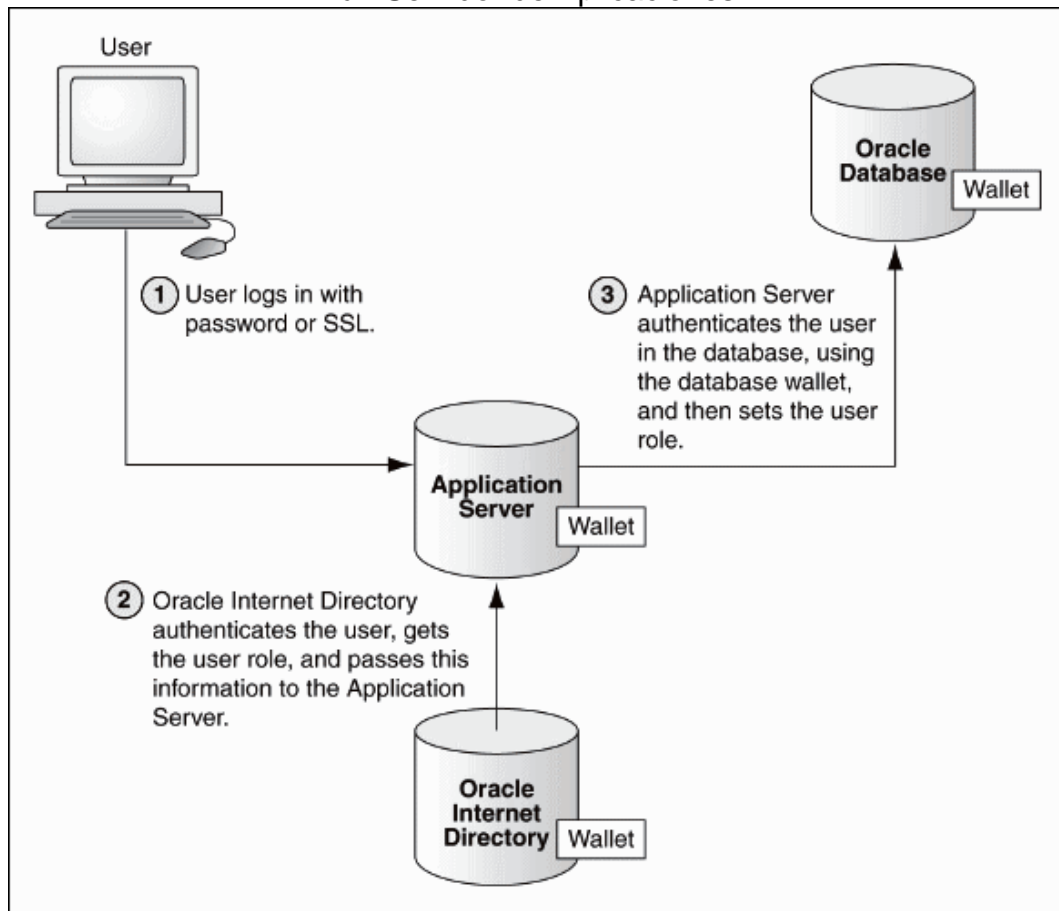 User
Oracle
Database
Wallet
1 User logs in with
password or SSL.
3 Application Server
authenticates the user
in the database, using
the database wallet,
and then sets the user
role.
Application
Server
Wallet
2 Oracle Internet Directory
authenticates the user, gets
the user role, and passes this
information to the Application
Server.
Oracle
Internet
Directory
Wallet